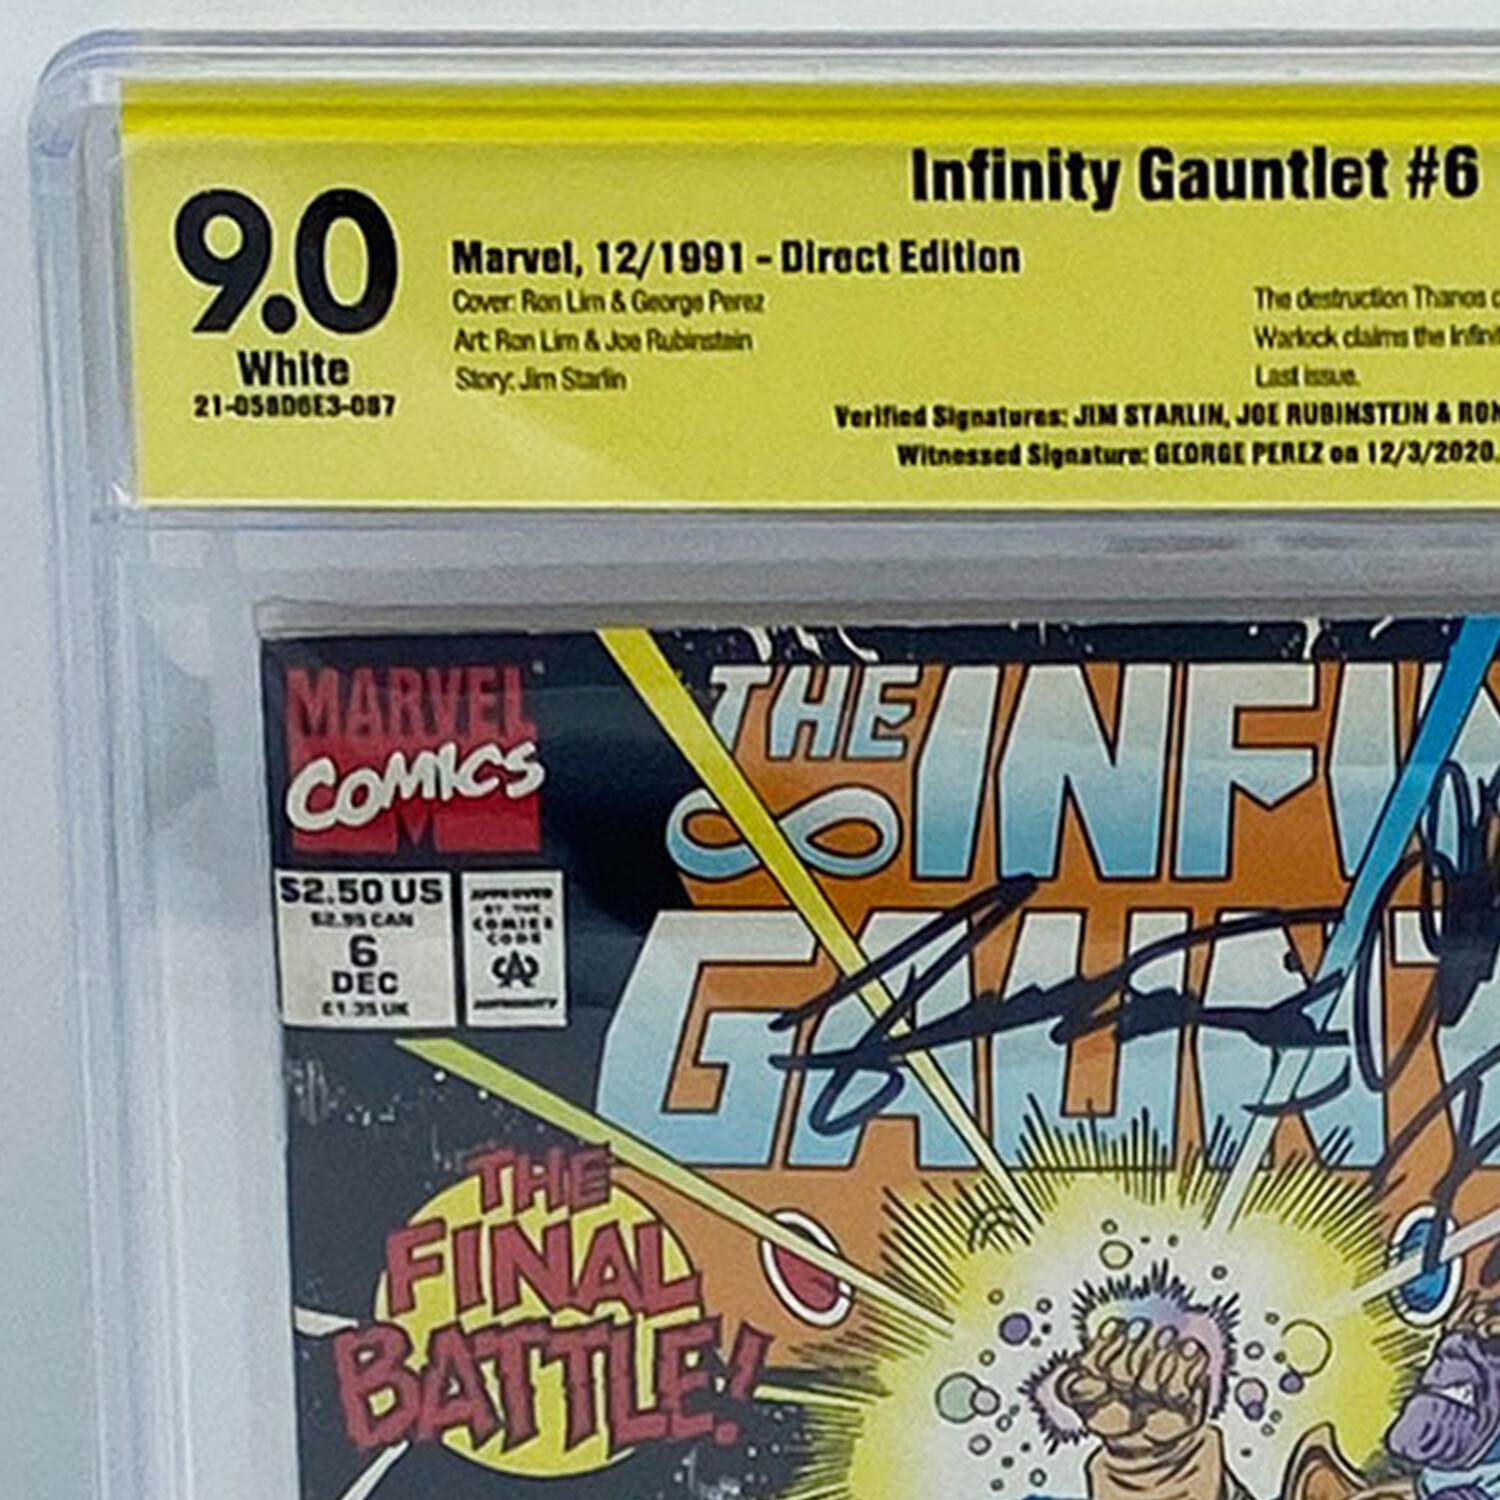 Infinity Gauntlet #6
9.0
White
21-058D6E3-087
Marvel, 12/1991 - Direct Edition
Cover: Ron Lim & George Perez
Art: Ron Lim & Joe Rubinstein
Story: Jim Starlin
The destruction Thanos
Warlock claims the
Last issue.
Verified Signatures: JIM STARLIN, JOE RUBINSTEIN &
Witnessed Signature: GEORGE PEREZ on 12/3/2020.
MARVEL
COMICS
$2.50 US
$2.95 CAN
6
DEC
£1.35 UK
APPROVED
BY THE
COMICS
CODE
CA
AUTHORITY
THE
INFIN
GAUNT
THE
FINAL
BATTLE!